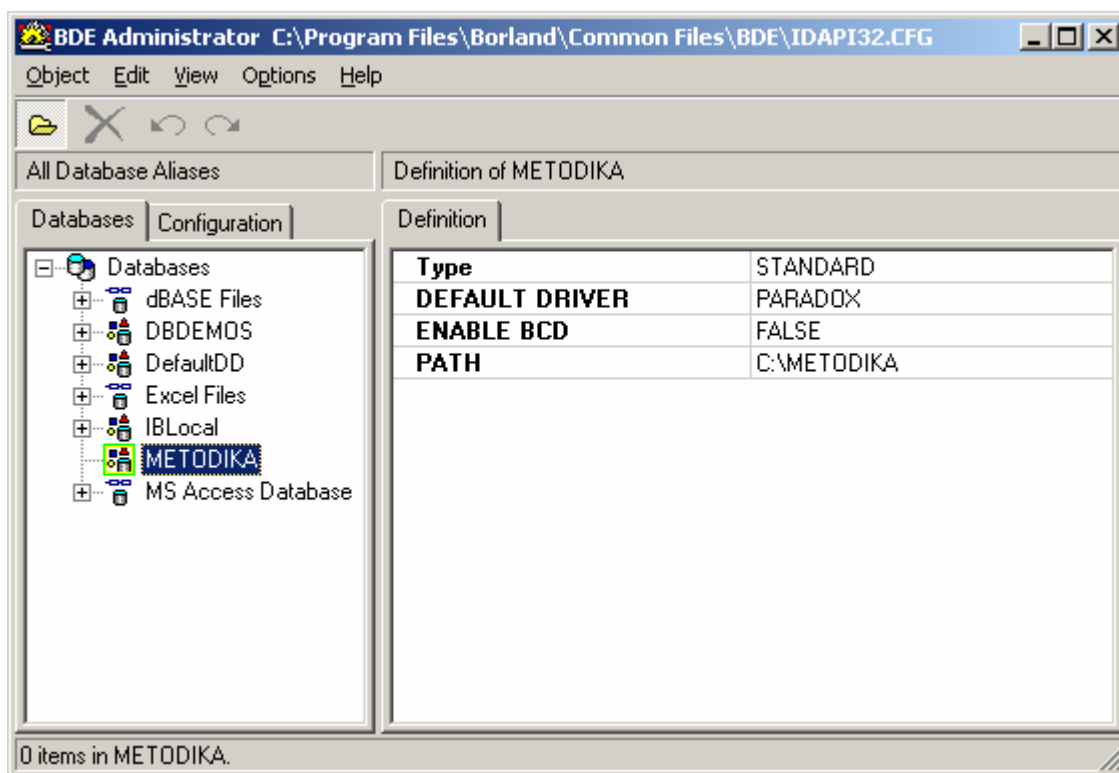 BDE Administrator C:\Program Files\Borland\Common Files\BDE\IDAPI32.CFG
Object Edit View Options Help
All Database Aliases
Definition of METODIKA
Databases Configuration
Definition
Databases
dBASE Files
DBDEMOS
DefaultDD
Excel Files
IBLocal
METODIKA
MS Access Database
Type STANDARD
DEFAULT DRIVER PARADOX
ENABLE BCD FALSE
PATH C:\METODIKA
0 items in METODIKA.